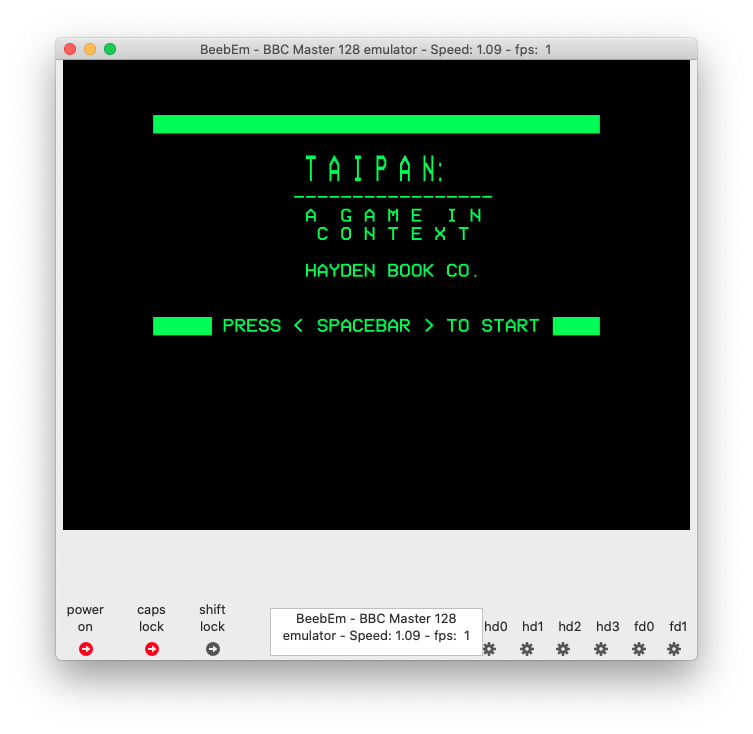 BeebEm - BBC Master 128 emulator - Speed: 1.09 - fps: 1
TAIPAN:
A GAME IN
CONTEXT
HAYDEN BOOK CO.
PRESS < SPACEBAR > TO START
power on
caps lock
shift lock
BeebEm - BBC Master 128
emulator - Speed: 1.09 - fps: 1
hd0 hd1 hd2 hd3 fd0 fd1